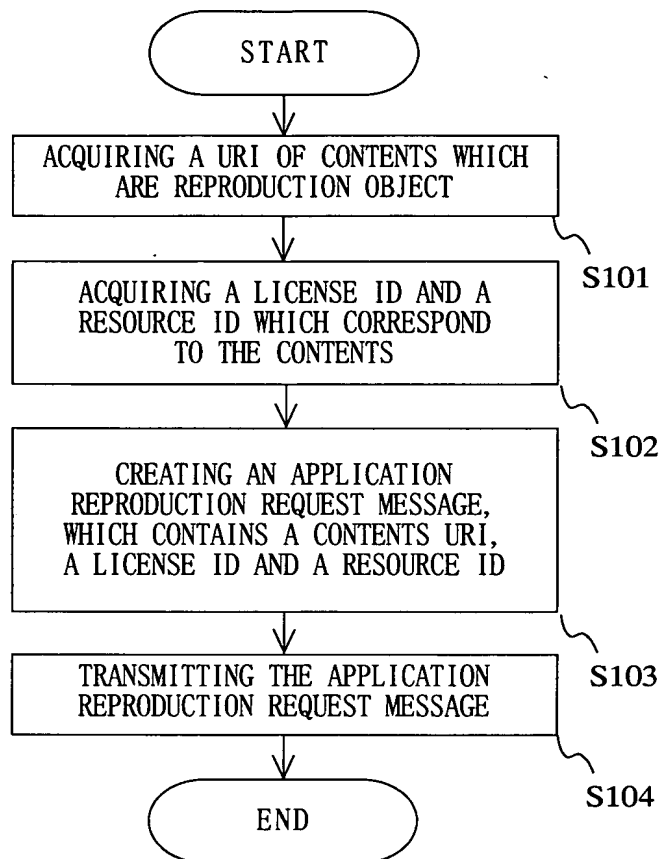 START
ACQUIRING A URI OF CONTENTS WHICH
ARE REPRODUCTION OBJECT
S101
ACQUIRING A LICENSE ID AND A
RESOURCE ID WHICH CORRESPOND
TO THE CONTENTS
S102
CREATING AN APPLICATION
REPRODUCTION REQUEST MESSAGE,
WHICH CONTAINS A CONTENTS URI,
A LICENSE ID AND A RESOURCE ID
S103
TRANSMITTING THE APPLICATION
REPRODUCTION REQUEST MESSAGE
S104
END